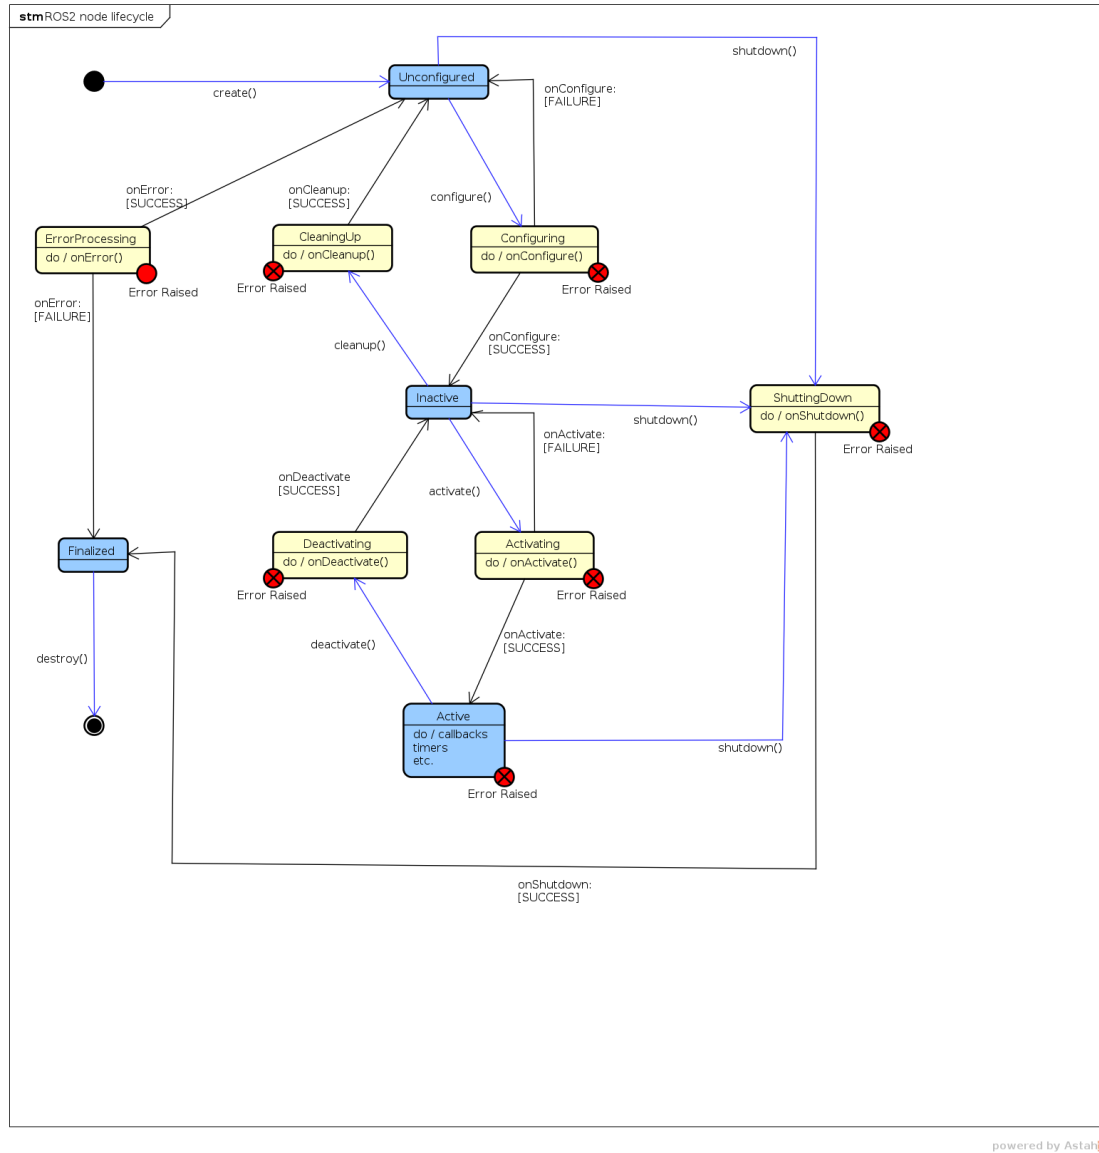 stm ROS2 node lifecycle
shutdown()
Unconfigured
create()
onConfigure:
[FAILURE]
onError:
[SUCCESS]
onCleanup:
[SUCCESS]
configure()
ErrorProcessing
do / onError()
Error Raised
CleaningUp
do / onCleanup()
Error Raised
Configuring
do / onConfigure()
Error Raised
onError:
[FAILURE]
cleanup()
onConfigure:
[SUCCESS]
Inactive
shutdown()
ShuttingDown
do / onShutdown()
Error Raised
onActivate:
[FAILURE]
onDeactivate
[SUCCESS]
activate()
Finalized
Deactivating
do / onDeactivate()
Error Raised
Activating
do / onActivate()
Error Raised
destroy()
deactivate()
onActivate:
[SUCCESS]
Active
do / callbacks
timers
etc.
Error Raised
shutdown()
onShutdown:
[SUCCESS]
powered by Astah